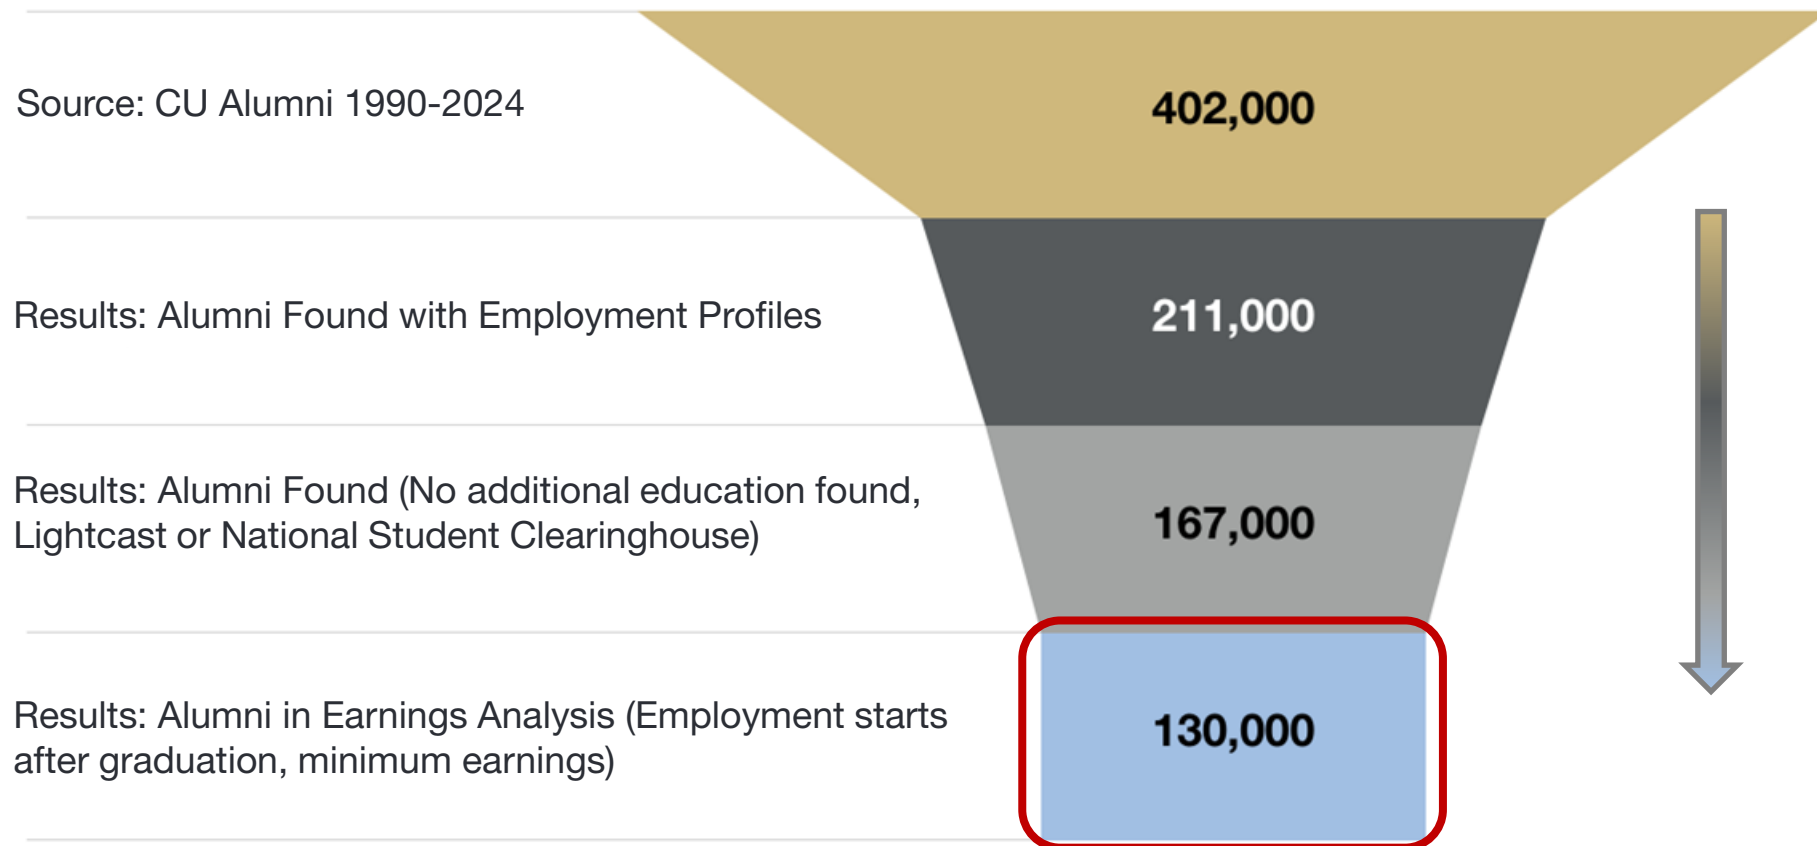 Source: CU Alumni 1990-2024
402,000
Results: Alumni Found with Employment Profiles
211,000
Results: Alumni Found (No additional education found,
Lightcast or National Student Clearinghouse)
167,000
Results: Alumni in Earnings Analysis (Employment starts
after graduation, minimum earnings)
130,000